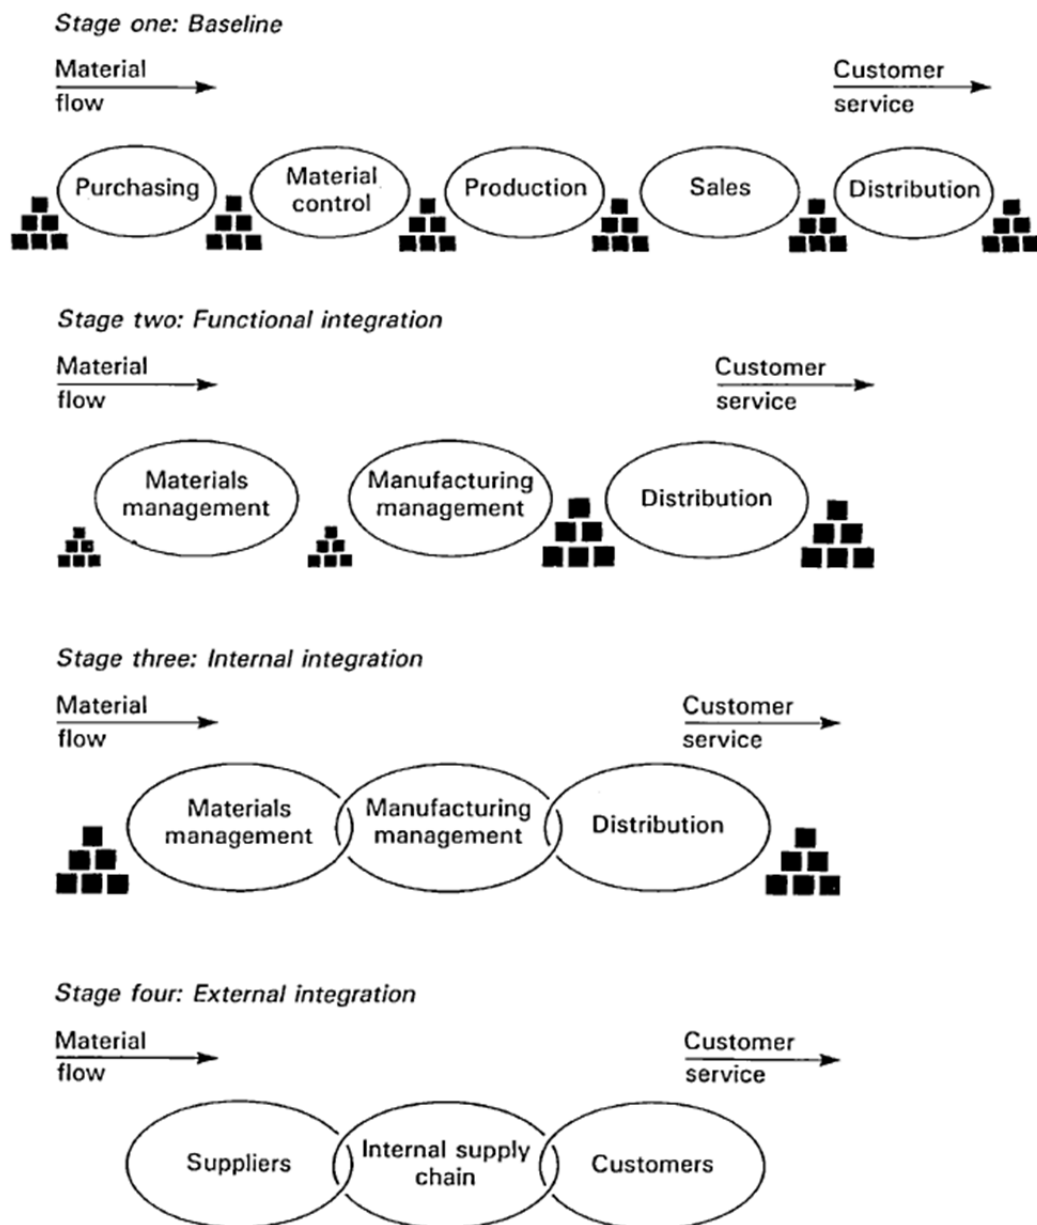 Stage one: Baseline
Material
flow
Customer
service
Purchasing
Material
control
Production
Sales
Distribution
Stage two: Functional integration
Material
flow
Customer
service
Materials
management
Manufacturing
management
Distribution
Stage three: Internal integration
Material
flow
Customer
service
Materials
management
Manufacturing
management
Distribution
Stage four: External integration
Material
flow
Customer
service
Suppliers
Internal supply
chain
Customers